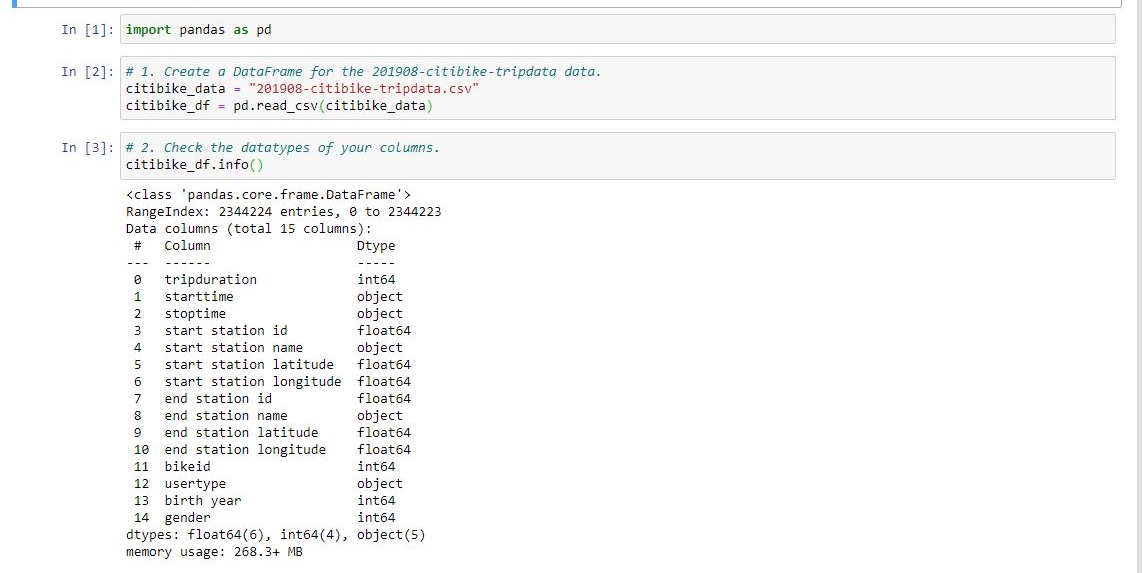 In [1]: import pandas as pd
In [2]: # 1. Create a DataFrame for the 201908-citibike-tripdata data.
citibike_data = "201908-citibike-tripdata.csv"
citibike_df = pd.read_csv(citibike_data)
In [3]: # 2. Check the datatypes of your columns.
citibike_df.info()
<class 'pandas.core.frame.DataFrame'>
RangeIndex: 2344224 entries, 0 to 2344223
Data columns (total 15 columns):
 #   Column                   Dtype
---  ------                   -----
 0   tripduration             int64
 1   starttime                object
 2   stoptime                 object
 3   start station id         float64
 4   start station name       object
 5   start station latitude   float64
 6   start station longitude  float64
 7   end station id           float64
 8   end station name         object
 9   end station latitude     float64
 10  end station longitude    float64
 11  bikeid                   int64
 12  usertype                 object
 13  birth year               int64
 14  gender                   int64
dtypes: float64(6), int64(4), object(5)
memory usage: 268.3+ MB